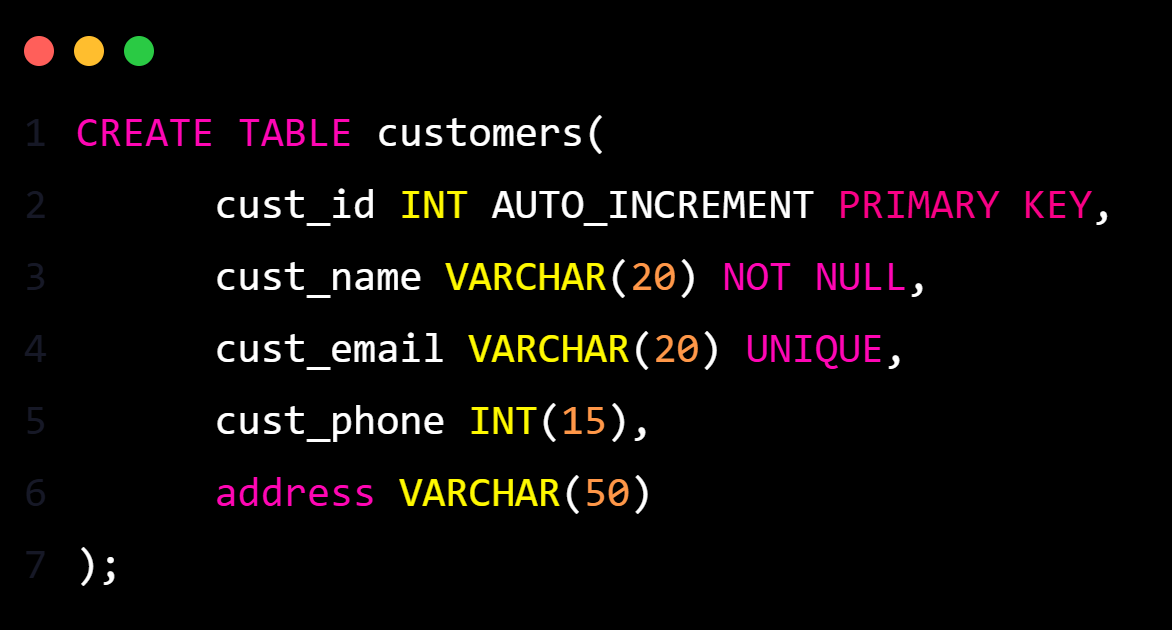 1 CREATE TABLE customers(
2 cust_id INT AUTO_INCREMENT PRIMARY KEY,
3 cust_name VARCHAR(20) NOT NULL,
4 cust_email VARCHAR(20) UNIQUE,
5 cust_phone INT(15),
6 address VARCHAR(50)
7 );